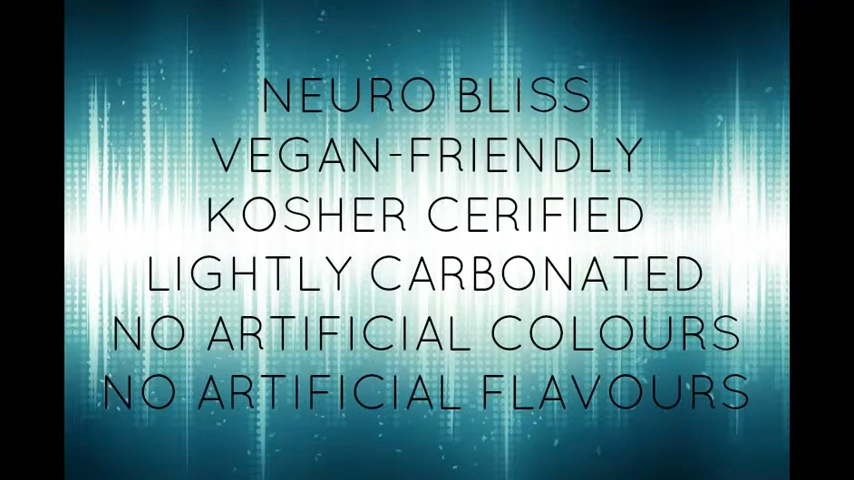 NEURO BLISS
VEGAN-FRIENDLY
KOSHER CERIFIED
LIGHTLY CARBONATED
NO ARTIFICIAL COLOURS
NO ARTIFICIAL FLAVOURS